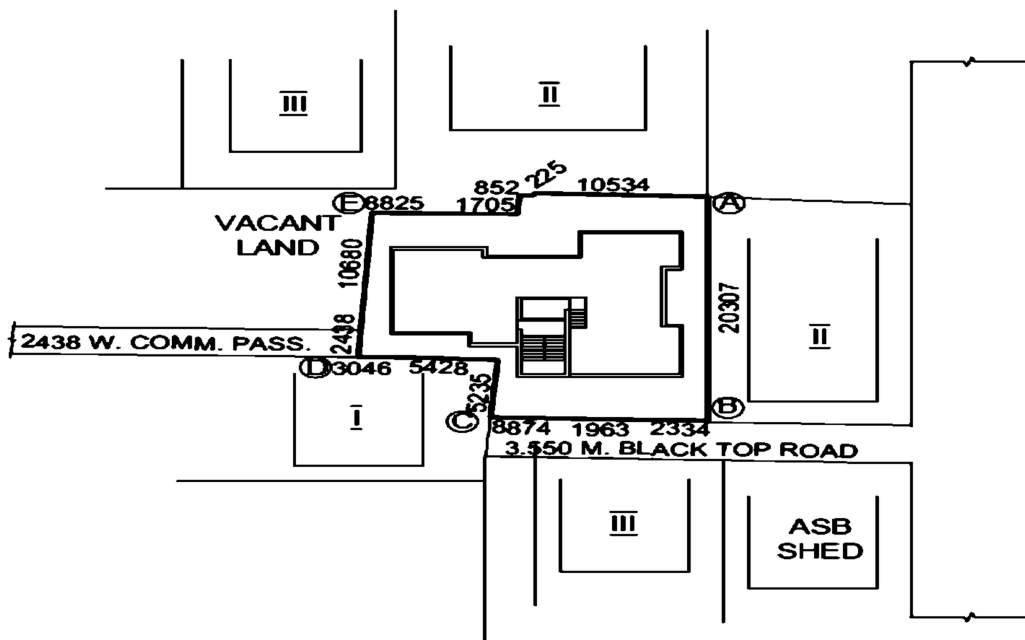 III
II
852
225
10534
E
8825
1705
A
VACANT
LAND
10680
20307
II
2438
2438 W. COMM. PASS.
D
3046
5428
I
5235
C
B
8874
1963
2334
3.550 M. BLACK TOP ROAD
III
ASB
SHED